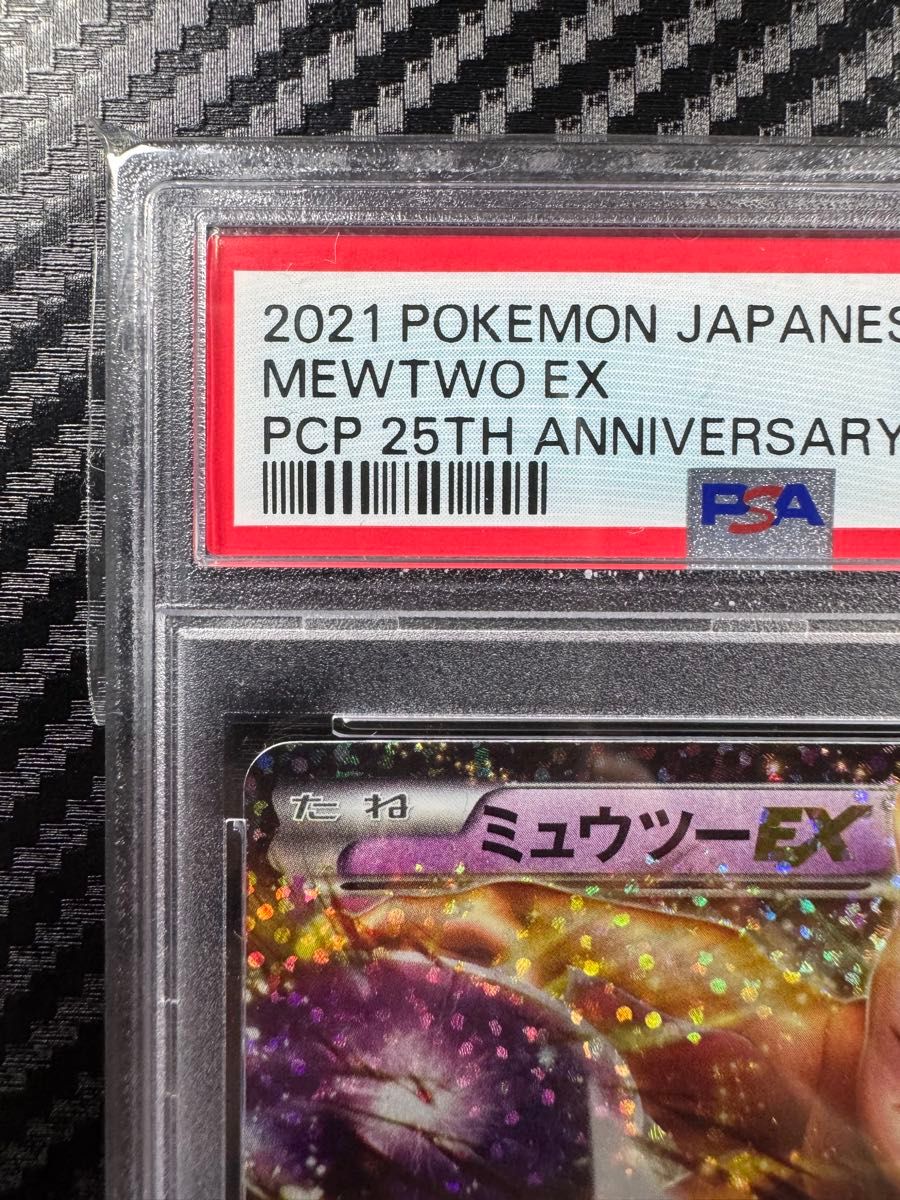 2021 POKEMON JAPANES
MEWTWO EX
PCP 25TH ANNIVERSARY
PSA
たね
ミュウツーEX